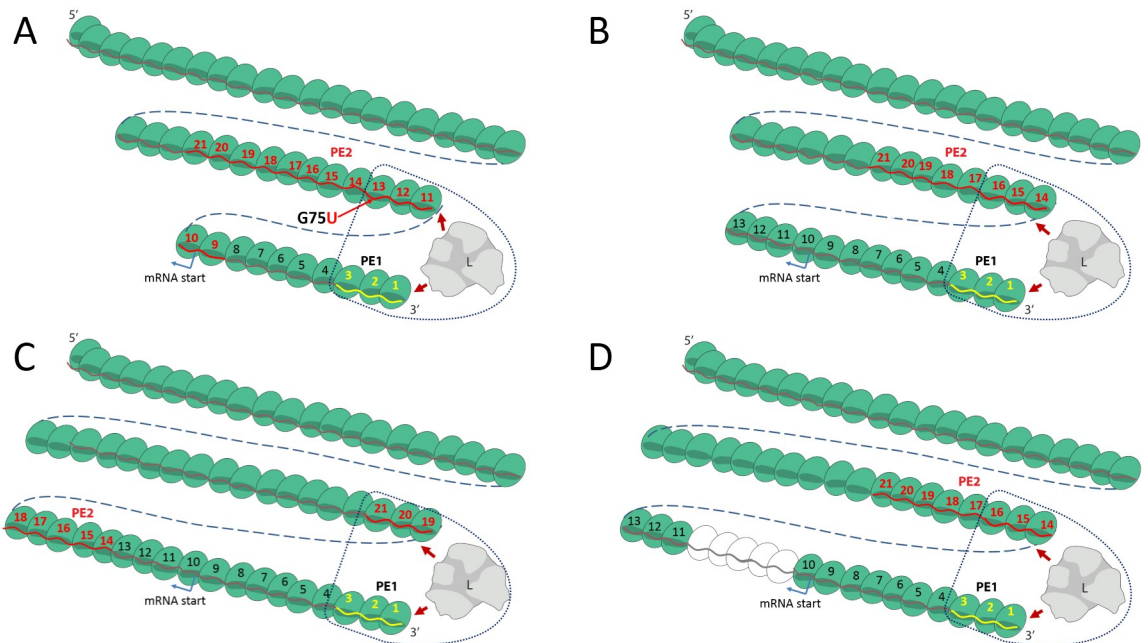 A
5′
21 20 19 18 17 16 15 14 13 12 11
PE2
G75U
10 9 8 7 6 5 4 3 2 1
PE1
mRNA start
3′
L
B
5′
21 20 19 18 17 16 15 14
PE2
13 12 11 10 9 8 7 6 5 4 3 2 1
PE1
mRNA start
3′
L
C
5′
21 20 19
PE2
18 17 16 15 14 13 12 11 10 9 8 7 6 5 4 3 2 1
PE1
mRNA start
3′
L
D
5′
PE2
21 20 19 18 17 16 15 14
13 12 11 10 9 8 7 6 5 4 3 2 1
PE1
mRNA start
3′
L